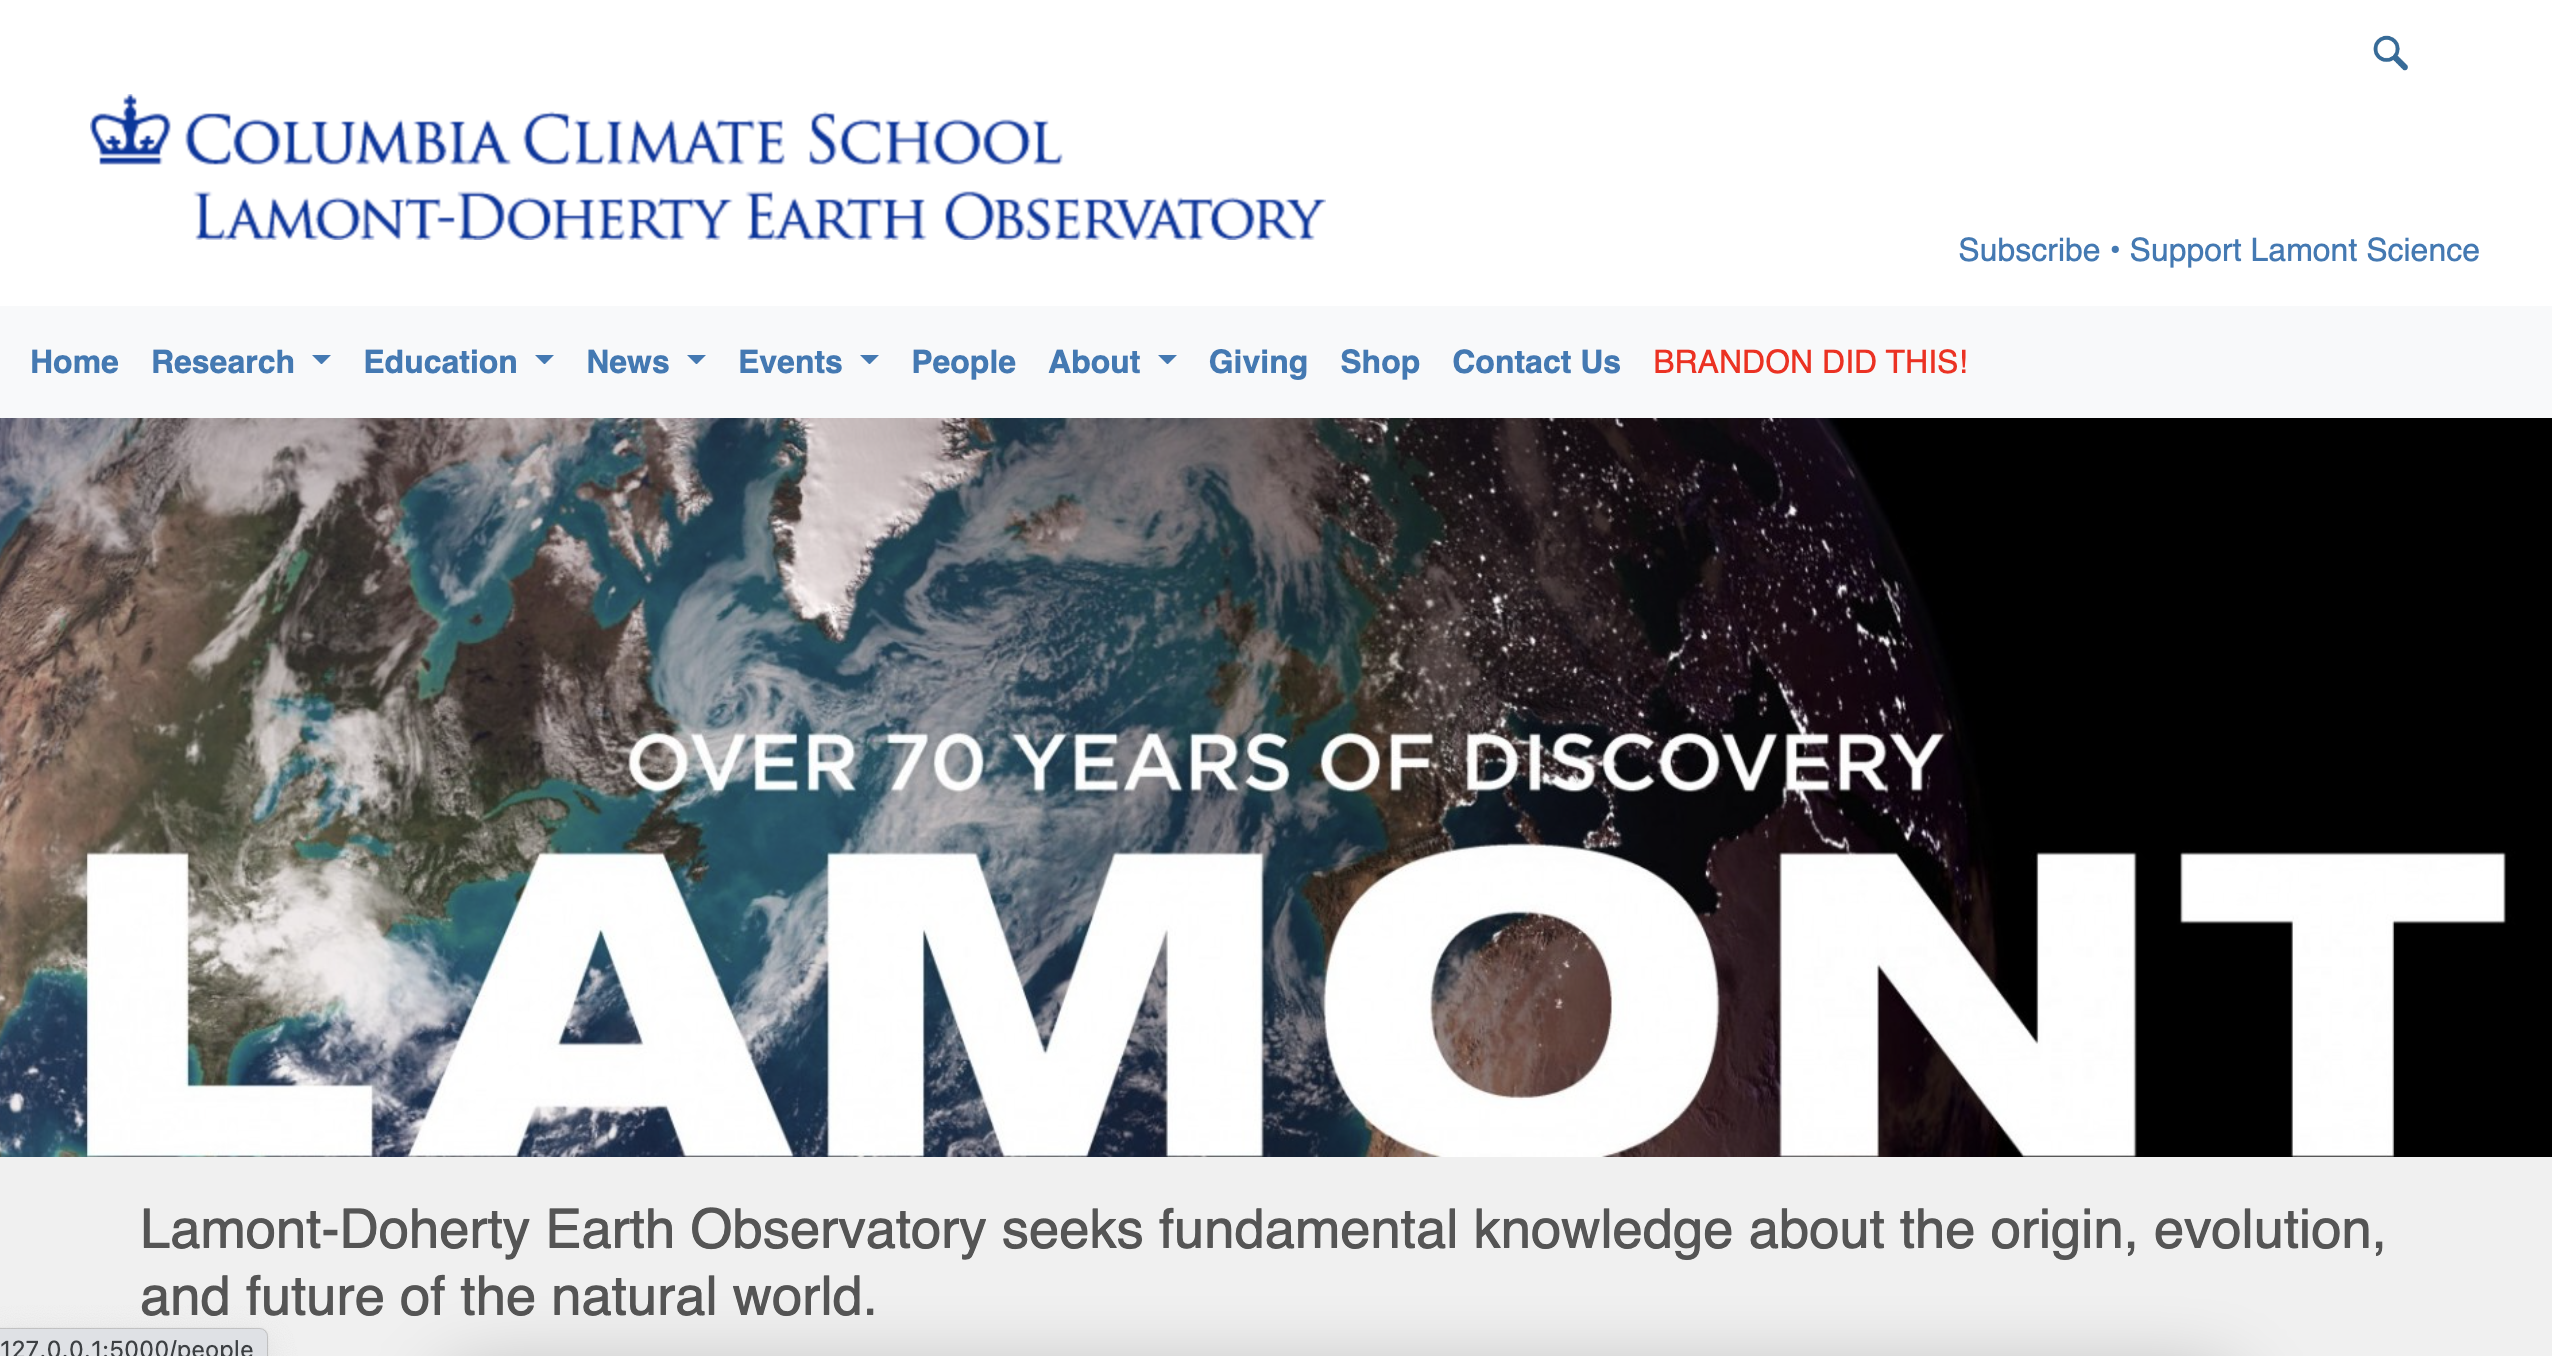 COLUMBIA CLIMATE SCHOOL
LAMONT-DOHERTY EARTH OBSERVATORY
Subscribe • Support Lamont Science
Home Research Education News Events People About Giving Shop Contact Us BRANDON DID THIS!
OVER 70 YEARS OF DISCOVERY
LAMONT
Lamont-Doherty Earth Observatory seeks fundamental knowledge about the origin, evolution,
and future of the natural world.
127.0.0.1:5000/people